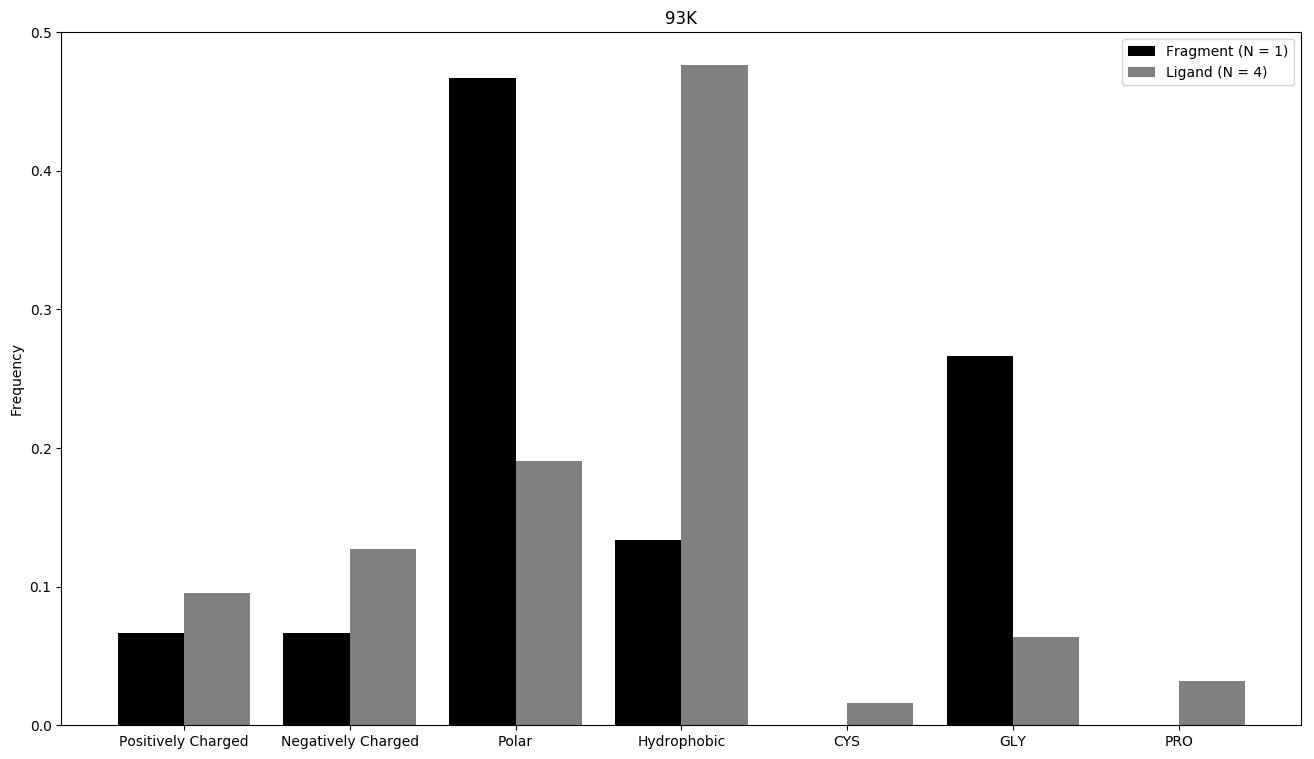 93K
Fragment (N = 1)
Ligand (N = 4)
Frequency
0.5
0.4
0.3
0.2
0.1
0.0
Positively Charged Negatively Charged Polar Hydrophobic CYS GLY PRO